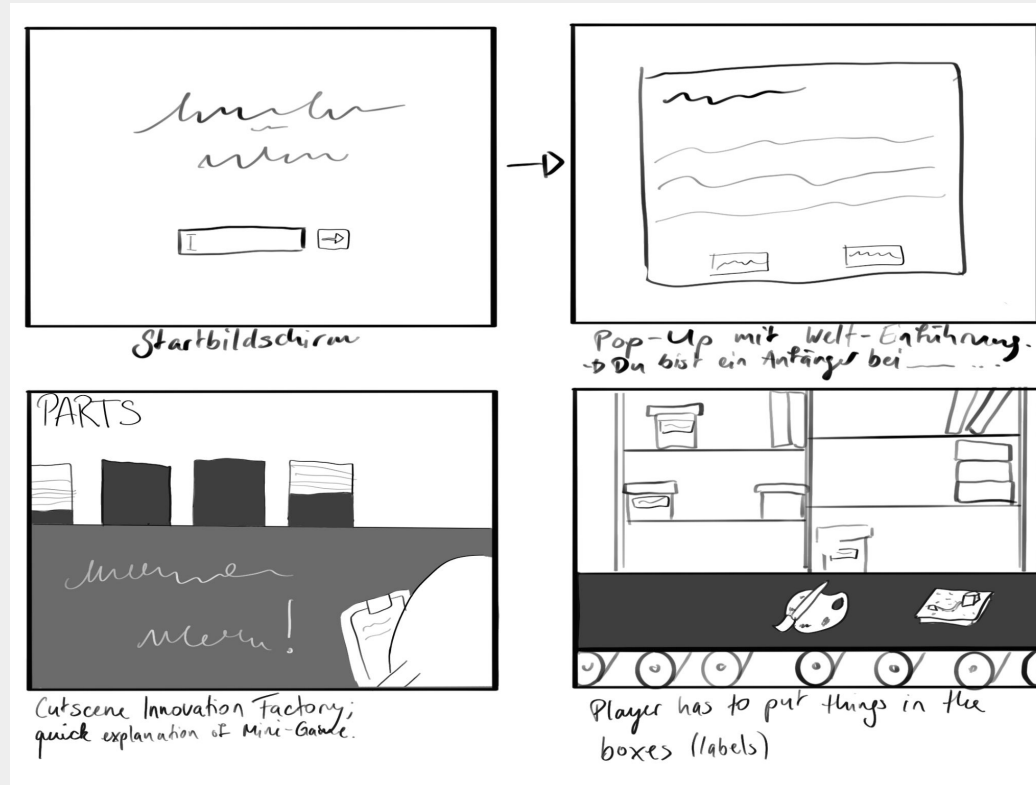 Startbildschirm
Pop-Up mit Welt-Einführung.
→ Du bist ein Anfänger bei ___ ...
PARTS
Cutscene Innovation Factory;
quick explanation of Mini-Game.
Player has to put things in the
boxes (labels)